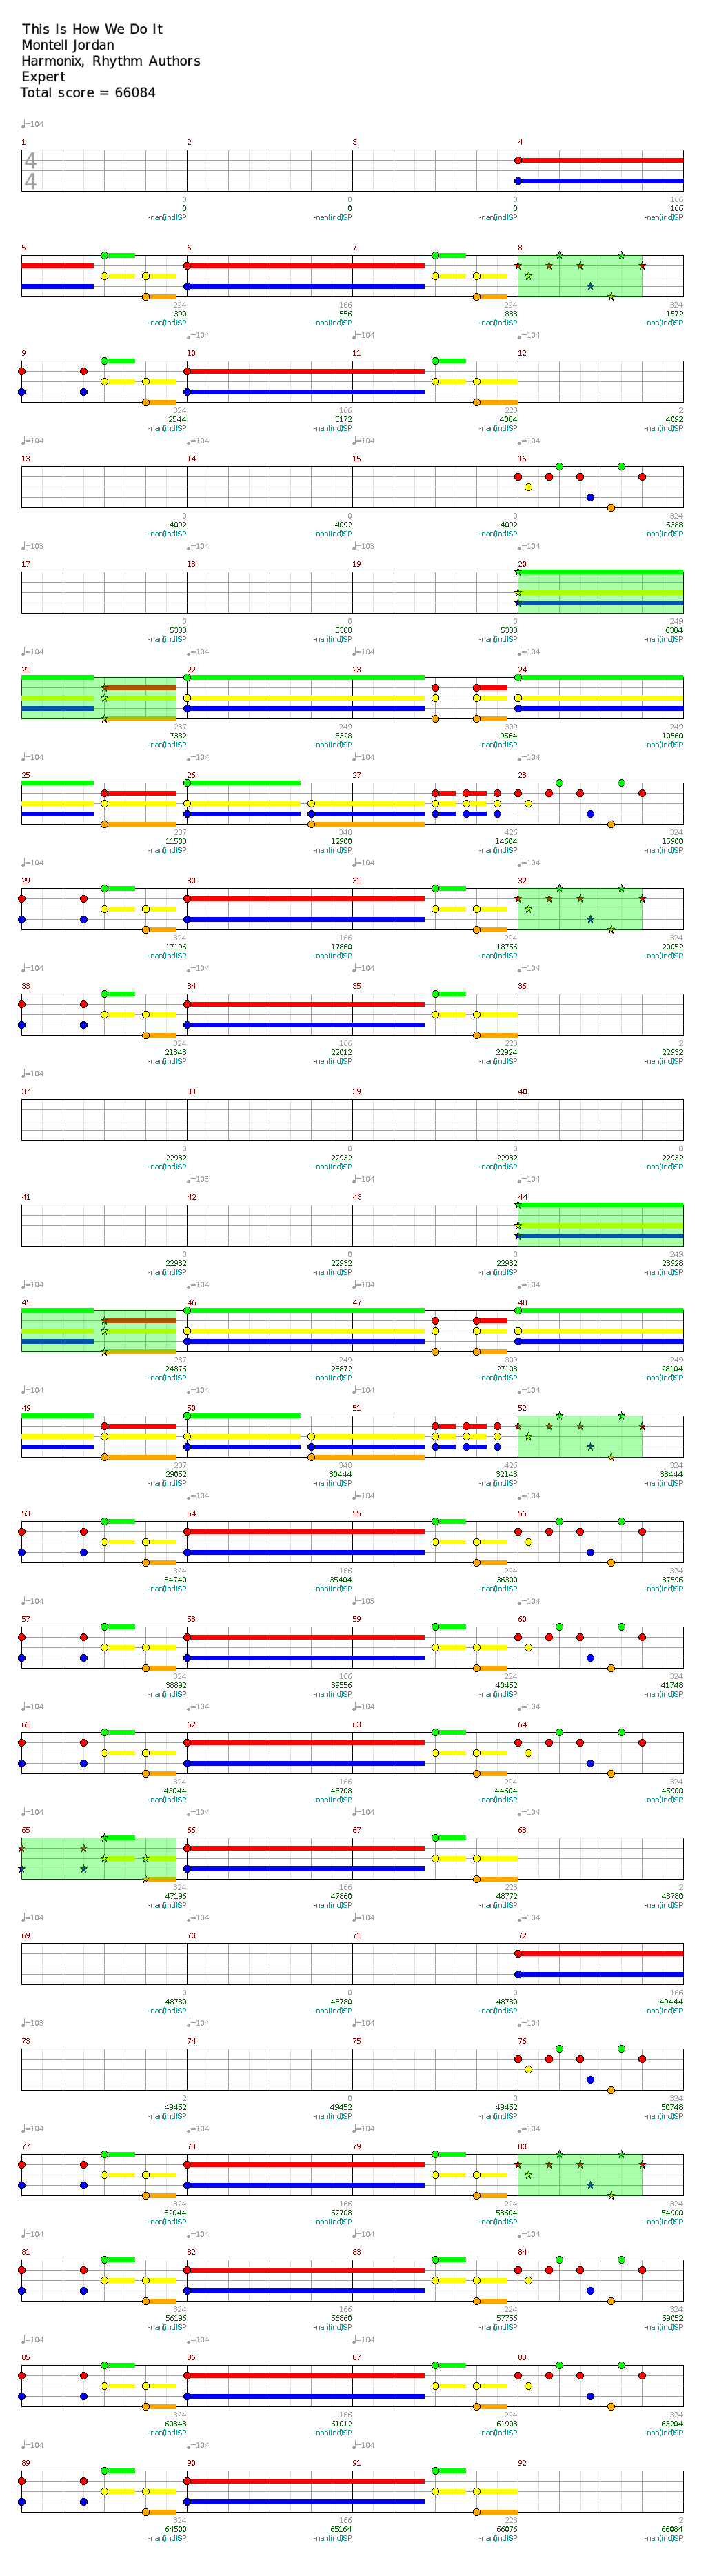 This Is How We Do It
Montell Jordan
Harmonix, Rhythm Authors
Expert
Total score = 66084
♩=104
1 2 3 4
4
4
0 0 0 166
0 0 0 166
-nan(ind)SP -nan(ind)SP -nan(ind)SP -nan(ind)SP
5 6 7 8
224 166 224 324
390 556 888 1572
-nan(ind)SP -nan(ind)SP -nan(ind)SP -nan(ind)SP
♩=104 ♩=104
9 10 11 12
324 166 228 2
2544 3172 4084 4092
-nan(ind)SP -nan(ind)SP -nan(ind)SP -nan(ind)SP
♩=104 ♩=104 ♩=104 ♩=104
13 14 15 16
0 0 0 324
4092 4092 4092 5388
-nan(ind)SP -nan(ind)SP -nan(ind)SP -nan(ind)SP
♩=103 ♩=104 ♩=103 ♩=104
17 18 19 20
0 0 0 249
5388 5388 5388 6384
-nan(ind)SP -nan(ind)SP -nan(ind)SP -nan(ind)SP
♩=104 ♩=104 ♩=104 ♩=104
21 22 23 24
237 249 309 249
7332 8328 9564 10560
-nan(ind)SP -nan(ind)SP -nan(ind)SP -nan(ind)SP
♩=104 ♩=104 ♩=104 ♩=104
25 26 27 28
237 348 426 324
11508 12900 14604 15900
-nan(ind)SP -nan(ind)SP -nan(ind)SP -nan(ind)SP
♩=104 ♩=104 ♩=104 ♩=104
29 30 31 32
324 166 224 324
17196 17860 18756 20052
-nan(ind)SP -nan(ind)SP -nan(ind)SP -nan(ind)SP
♩=104 ♩=104 ♩=104 ♩=104
33 34 35 36
324 166 228 2
21348 22012 22924 22932
-nan(ind)SP -nan(ind)SP -nan(ind)SP -nan(ind)SP
♩=104
37 38 39 40
0 0 0 0
22932 22932 22932 22932
-nan(ind)SP -nan(ind)SP -nan(ind)SP -nan(ind)SP
♩=103 ♩=104 ♩=104
41 42 43 44
0 0 0 249
22932 22932 22932 23928
-nan(ind)SP -nan(ind)SP -nan(ind)SP -nan(ind)SP
♩=104 ♩=104 ♩=104 ♩=104
45 46 47 48
237 249 309 249
24876 25872 27108 28104
-nan(ind)SP -nan(ind)SP -nan(ind)SP -nan(ind)SP
♩=104 ♩=104 ♩=104 ♩=104
49 50 51 52
237 348 426 324
29052 30444 32148 33444
-nan(ind)SP -nan(ind)SP -nan(ind)SP -nan(ind)SP
♩=104 ♩=104 ♩=104 ♩=104
53 54 55 56
324 166 224 324
34740 35404 36300 37596
-nan(ind)SP -nan(ind)SP -nan(ind)SP -nan(ind)SP
♩=104 ♩=104 ♩=103 ♩=104
57 58 59 60
324 166 224 324
38892 39556 40452 41748
-nan(ind)SP -nan(ind)SP -nan(ind)SP -nan(ind)SP
♩=104 ♩=104 ♩=104 ♩=104
61 62 63 64
324 166 224 324
43044 43708 44604 45900
-nan(ind)SP -nan(ind)SP -nan(ind)SP -nan(ind)SP
♩=104 ♩=104 ♩=104 ♩=104
65 66 67 68
324 166 228 2
47196 47860 48772 48780
-nan(ind)SP -nan(ind)SP -nan(ind)SP -nan(ind)SP
♩=104 ♩=104 ♩=104 ♩=104
69 70 71 72
0 0 0 166
48780 48780 48780 49444
-nan(ind)SP -nan(ind)SP -nan(ind)SP -nan(ind)SP
♩=103 ♩=104 ♩=104 ♩=104
73 74 75 76
2 0 0 324
49452 49452 49452 50748
-nan(ind)SP -nan(ind)SP -nan(ind)SP -nan(ind)SP
♩=104 ♩=104 ♩=104 ♩=104
77 78 79 80
324 166 224 324
52044 52708 53604 54900
-nan(ind)SP -nan(ind)SP -nan(ind)SP -nan(ind)SP
♩=104 ♩=104 ♩=104 ♩=104
81 82 83 84
324 166 224 324
56196 56860 57756 59052
-nan(ind)SP -nan(ind)SP -nan(ind)SP -nan(ind)SP
♩=104 ♩=104 ♩=104 ♩=104
85 86 87 88
324 166 224 324
60348 61012 61908 63204
-nan(ind)SP -nan(ind)SP -nan(ind)SP -nan(ind)SP
♩=104 ♩=104 ♩=104
89 90 91 92
324 166 228 2
64500 65164 66076 66084
-nan(ind)SP -nan(ind)SP -nan(ind)SP -nan(ind)SP